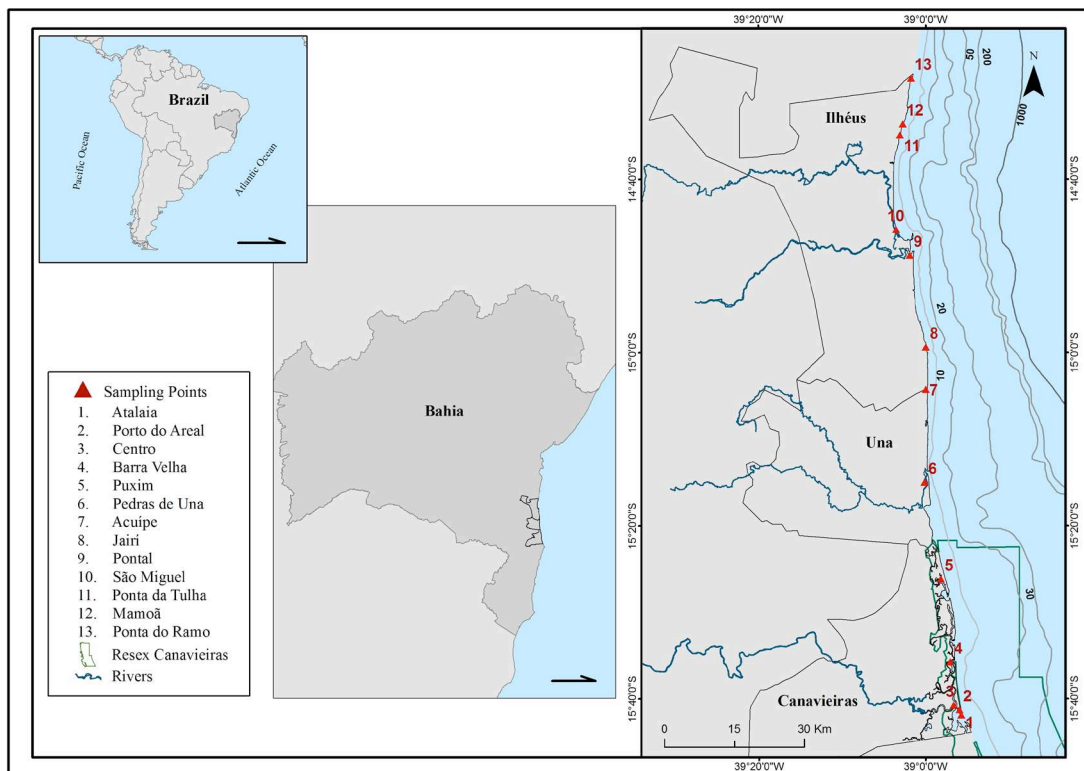 Brazil
Pacific Ocean
Atlantic Ocean
Bahia
Sampling Points
1. Atalaia
2. Porto do Areal
3. Centro
4. Barra Velha
5. Puxim
6. Pedras de Una
7. Acuipe
8. Jairí
9. Pontal
10. São Miguel
11. Ponta da Tulha
12. Mamoã
13. Ponta do Ramo
Resex Canavieiras
Rivers
39°20'0"W
39°0'0"W
N
50
200
1000
13
12
11
Ilhéus
14°40'0"S
14°40'0"S
10
9
20
8
15°0'0"S
15°0'0"S
10
7
Una
6
15°20'0"S
15°20'0"S
5
30
4
3
2
1
15°40'0"S
15°40'0"S
Canavieiras
0 15 30 Km
39°20'0"W
39°0'0"W